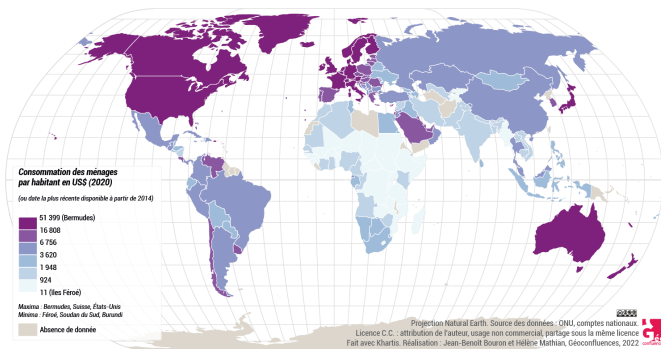 Consommation des ménages
par habitant en US$ (2020)
(ou date la plus récente disponible à partir de 2014)
51 399 (Bermudes)
16 808
6 756
3 620
1 948
924
11 (Iles Féroé)
Maxima : Bermudes, Suisse, États-Unis
Minima : Féroé, Soudan du Sud, Burundi
Absence de donnée
Projection Natural Earth. Source des données : ONU, comptes nationaux.
Licence C.C. : attribution de l'auteur, usage non commercial, partage sous la même licence
Fait avec Khartis. Réalisation : Jean-Benoît Bouron et Hélène Mathian, Géoconfluences, 2022